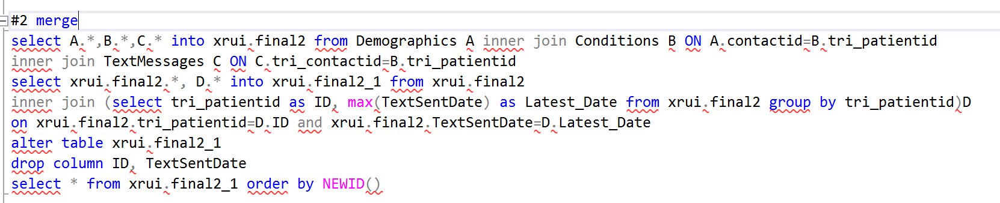 #2 merge
select A.*,B.*,C.* into xrui.final2 from Demographics A inner join Conditions B ON A.contactid=B.tri_patientid
inner join TextMessages C ON C.tri_contactid=B.tri_patientid
select xrui.final2.*, D.* into xrui.final2_1 from xrui.final2
inner join (select tri_patientid as ID, max(TextSentDate) as Latest_Date from xrui.final2 group by tri_patientid)D
on xrui.final2.tri_patientid=D.ID and xrui.final2.TextSentDate=D.Latest_Date
alter table xrui.final2_1
drop column ID, TextSentDate
select * from xrui.final2_1 order by NEWID()